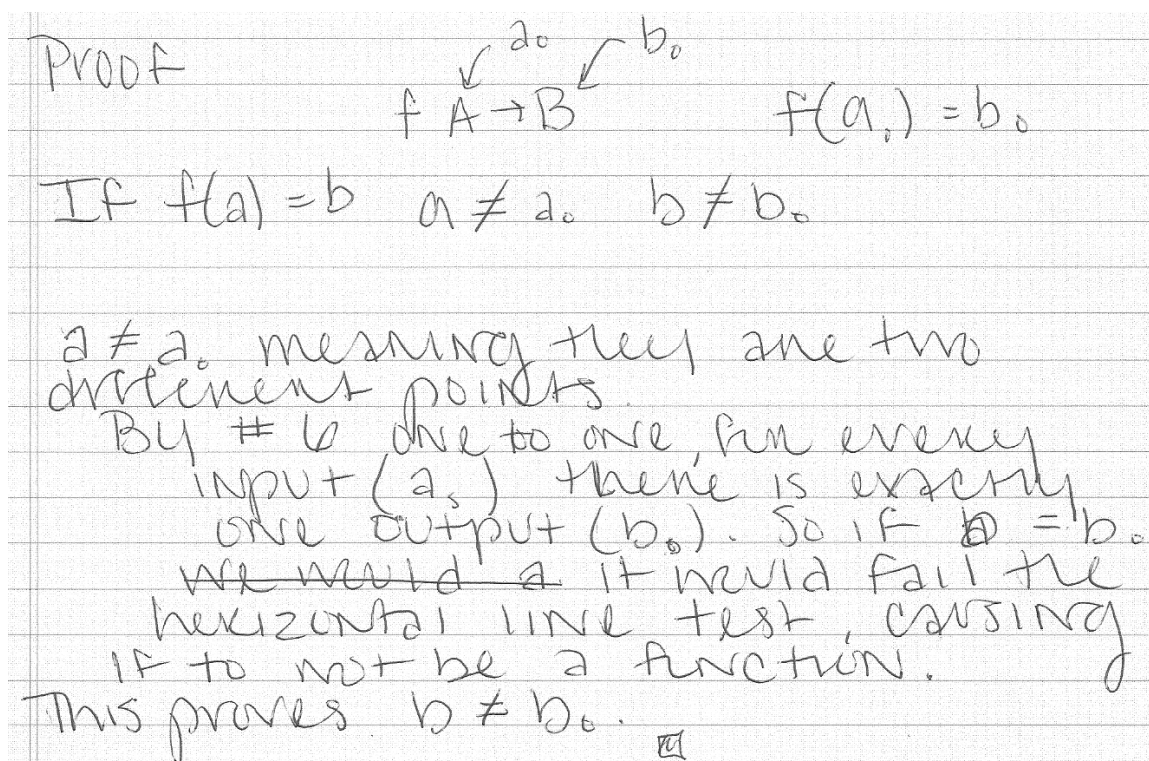 Proof
a₀ b₀
f A → B f(a₀) = b₀
If f(a) = b a ≠ a₀ b ≠ b₀
a ≠ a₀ meaning they are two
different points.
By # 6 one to one, for every
input (a₀) there is exactly
one output (b₀). So if b = b₀
we would a it would fail the
horizontal line test, causing
it to not be a function.
This proves b ≠ b₀.